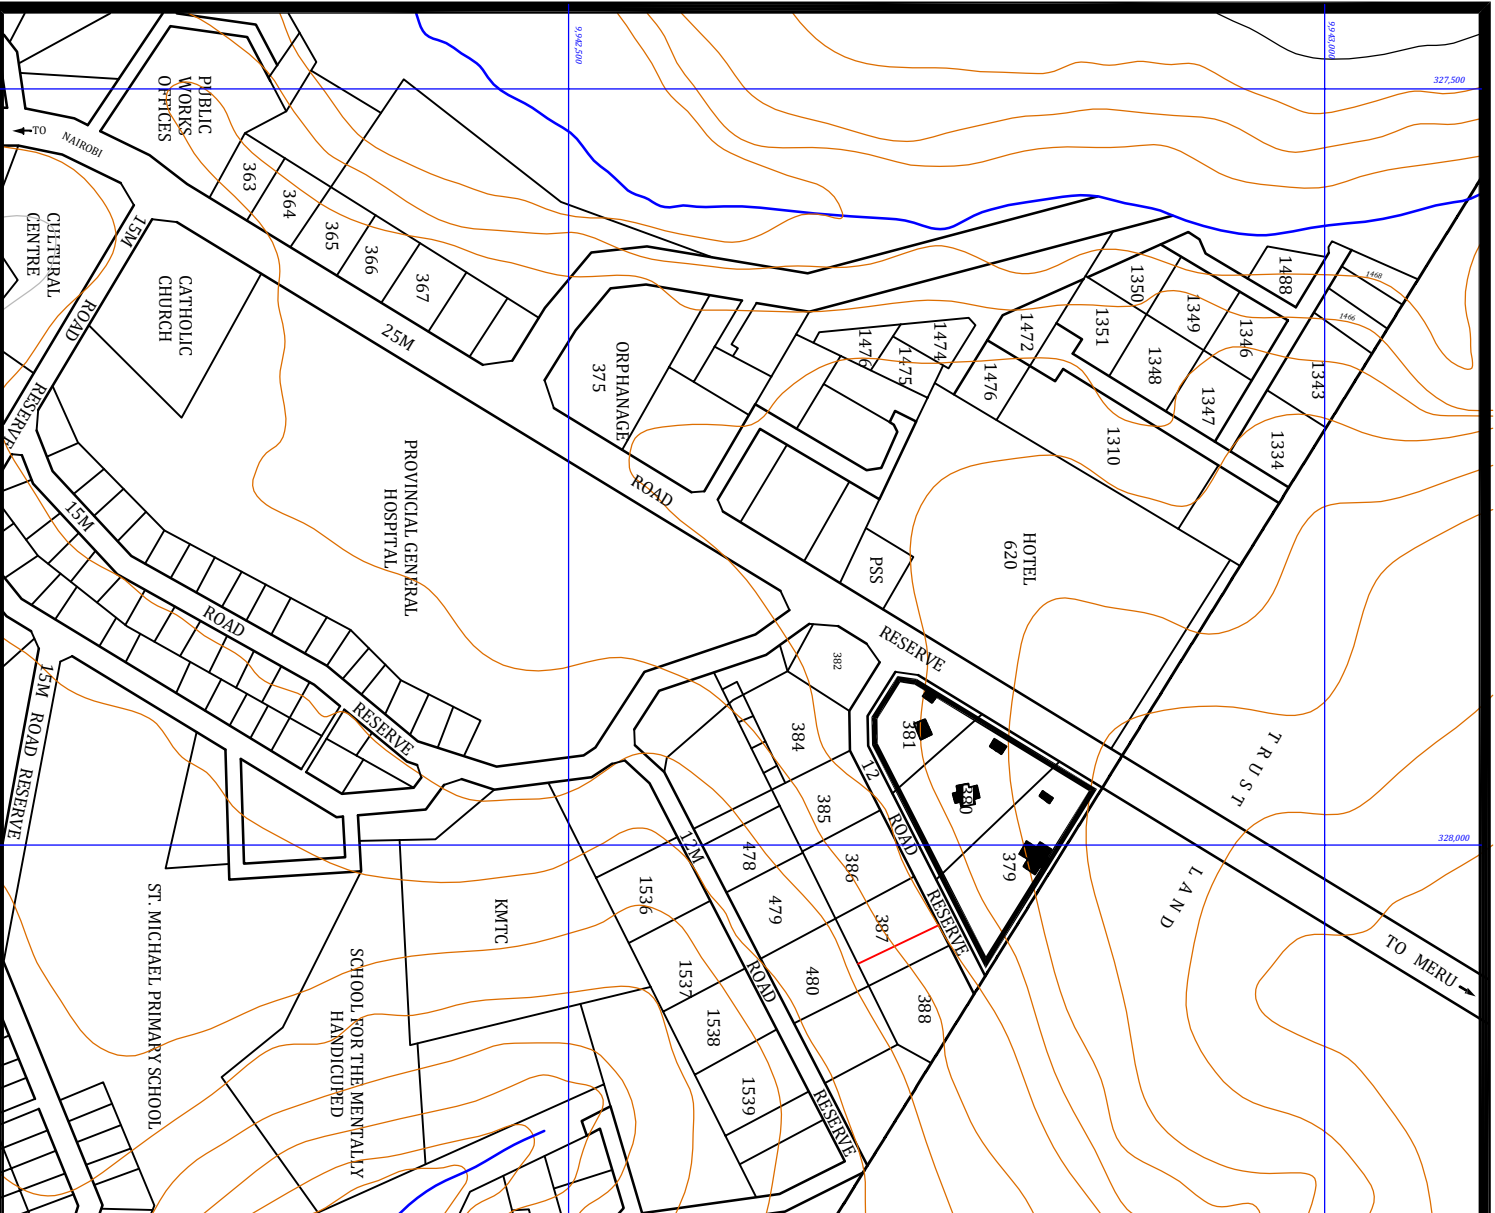 9,942,500
9,943,000
327,500
PUBLIC
WORKS
OFFICES
TO NAIROBI
363
364
365
366
367
CULTURAL
CENTRE
15M ROAD RESERVE
CATHOLIC
CHURCH
25M ROAD RESERVE
ORPHANAGE
375
1488
1468
1466
1350
1349
1346
1351
1348
1347
1343
1334
1472
1474
1475
1476
1476
1310
HOTEL
620
PSS
PROVINCIAL GENERAL
HOSPITAL
15M ROAD RESERVE
15M ROAD RESERVE
382
381
380
379
384
385
386
387
388
12 ROAD RESERVE
TRUST LAND
328,000
TO MERU
12M ROAD RESERVE
478
479
480
1536
1537
1538
1539
KMTC
ST. MICHAEL PRIMARY SCHOOL
SCHOOL FOR THE MENTALLY
HANDICUPED